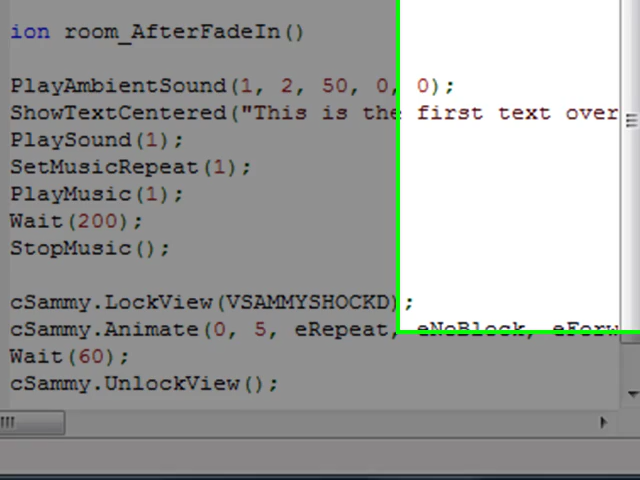 ion room_AfterFadeIn()
PlayAmbientSound(1, 2, 50, 0, 0);
ShowTextCentered("This is the first text over
PlaySound(1);
SetMusicRepeat(1);
PlayMusic(1);
Wait(200);
StopMusic();
cSammy.LockView(VSAMMYSHOCKD);
cSammy.Animate(0, 5, eRepeat, eNoBlock, eForw
Wait(60);
cSammy.UnlockView();